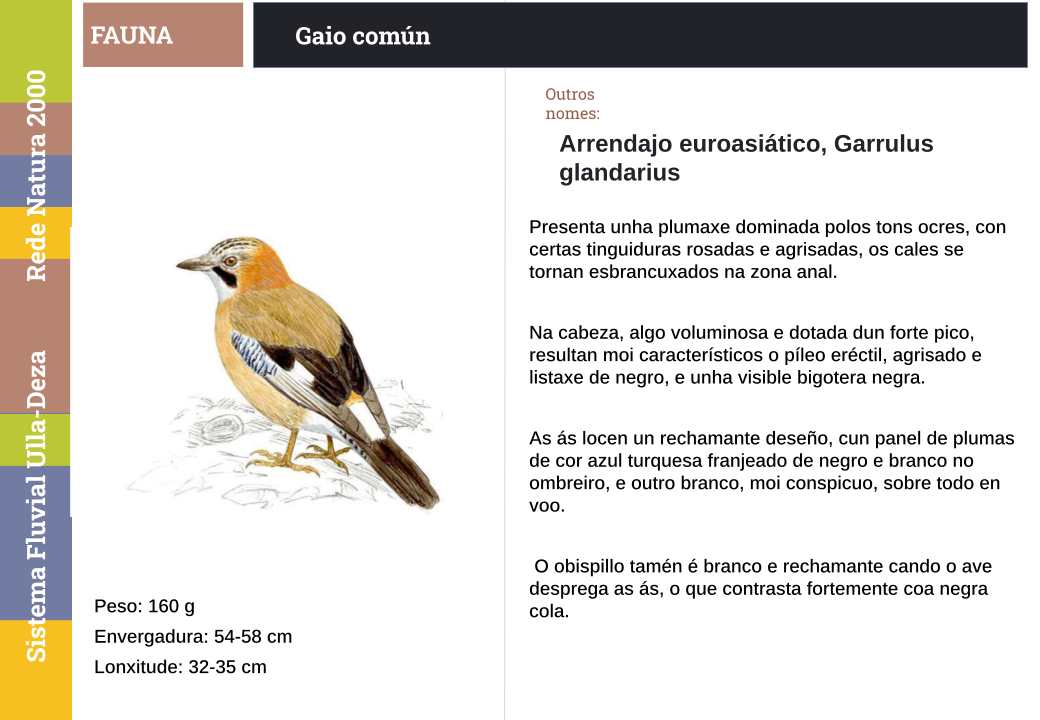 FAUNA
Gaio común
Rede Natura 2000
Sistema Fluvial Ulla-Deza
Outros
nomes:
Arrendajo euroasiático, Garrulus
glandarius
Presenta unha plumaxe dominada polos tons ocres, con
certas tinguiduras rosadas e agrisadas, os cales se
tornan esbrancuxados na zona anal.
Na cabeza, algo voluminosa e dotada dun forte pico,
resultan moi característicos o píleo eréctil, agrisado e
listaxe de negro, e unha visible bigotera negra.
As ás locen un rechamante deseño, cun panel de plumas
de cor azul turquesa franjeado de negro e branco no
ombreiro, e outro branco, moi conspicuo, sobre todo en
voo.
O obispillo tamén é branco e rechamante cando o ave
desprega as ás, o que contrasta fortemente coa negra
cola.
Peso: 160 g
Envergadura: 54-58 cm
Lonxitude: 32-35 cm